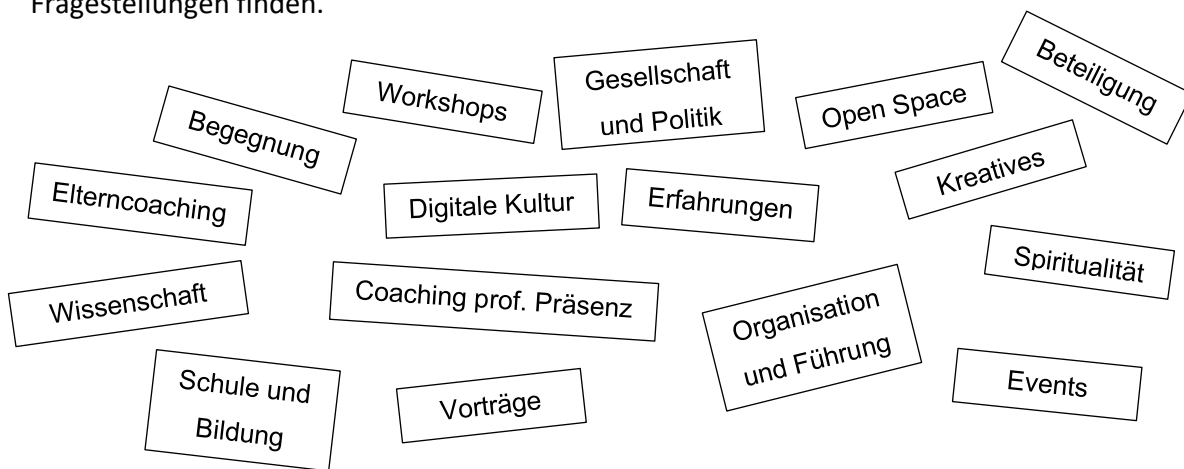 Fragestellungen finden.
Beteiligung
Workshops
Gesellschaft
und Politik
Open Space
Begegnung
Kreatives
Elterncoaching
Digitale Kultur
Erfahrungen
Spiritualität
Wissenschaft
Coaching prof. Präsenz
Organisation
und Führung
Schule und
Bildung
Vorträge
Events